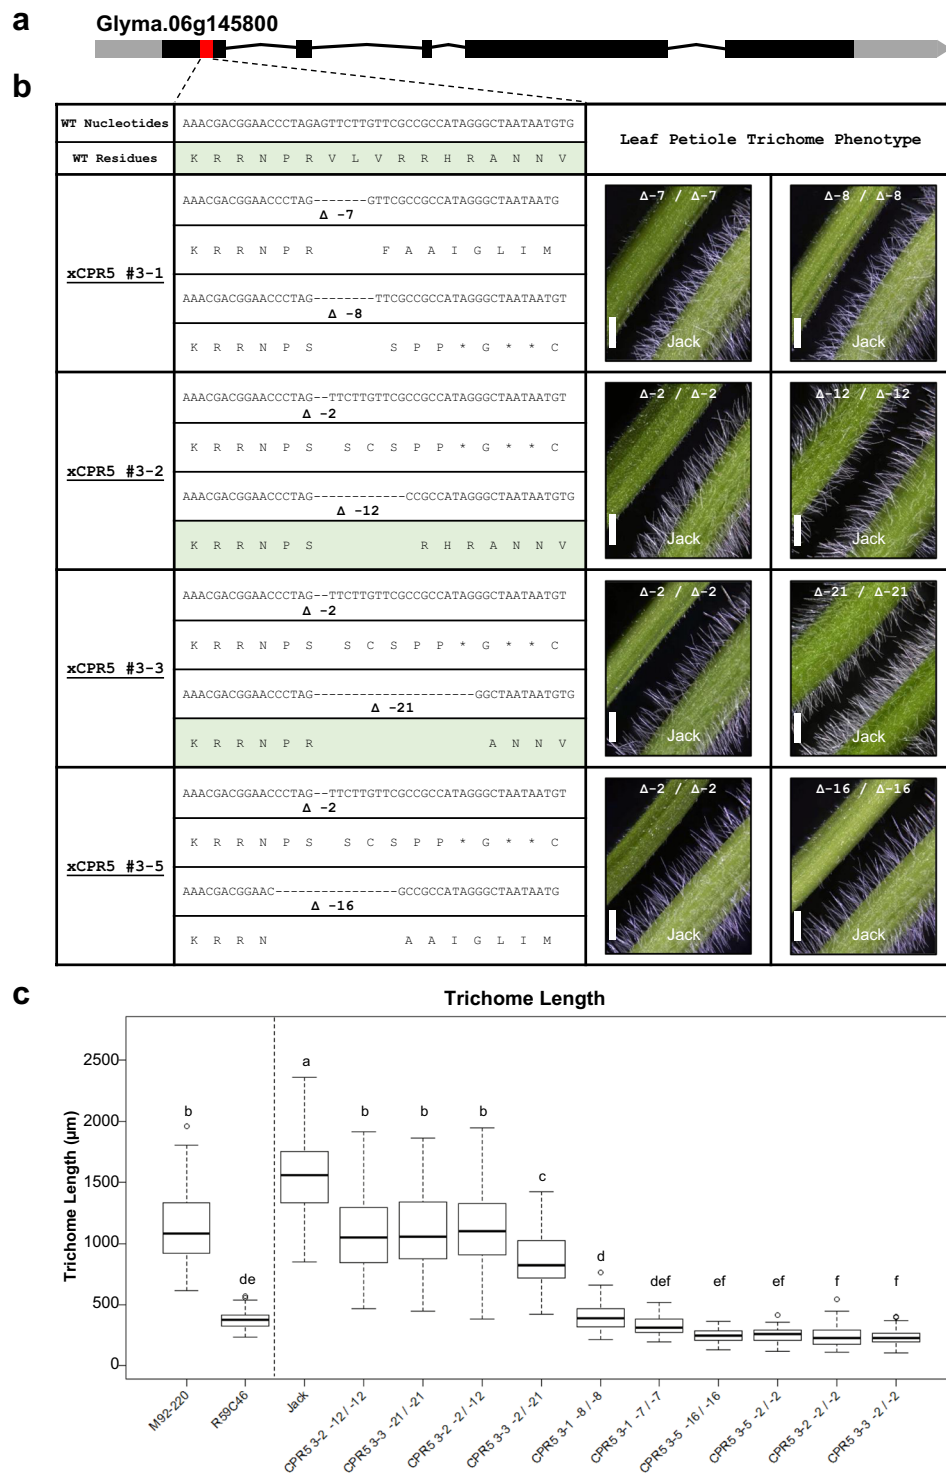 a
Glyma.06g145800
b
WT Nucleotides
AAACGACGGAACCCTAGAGTTCTTGTTCGCCGCCATAGGGCTAATAATGTG
Leaf Petiole Trichome Phenotype
WT Residues
K R R N P R V L V R R H R A N N V
xCPR5 #3-1
AAACGACGGAACCCTAG-------GTTCGCCGCCATAGGGCTAATAATG
Δ -7
K R R N P R F A A I G L I M
AAACGACGGAACCCTAG--------TTCGCCGCCATAGGGCTAATAATGT
Δ -8
K R R N P S S P P * G * * C
Δ-7 / Δ-7
Jack
Δ-8 / Δ-8
Jack
xCPR5 #3-2
AAACGACGGAACCCTAG--TTCTTGTTCGCCGCCATAGGGCTAATAATGT
Δ -2
K R R N P S S C S P P * G * * C
AAACGACGGAACCCTAG------------CCGCCATAGGGCTAATAATGTG
Δ -12
K R R N P S R H R A N N V
Δ-2 / Δ-2
Jack
Δ-12 / Δ-12
Jack
xCPR5 #3-3
AAACGACGGAACCCTAG--TTCTTGTTCGCCGCCATAGGGCTAATAATGT
Δ -2
K R R N P S S C S P P * G * * C
AAACGACGGAACCCTAG---------------------GGCTAATAATGTG
Δ -21
K R R N P R A N N V
Δ-2 / Δ-2
Jack
Δ-21 / Δ-21
Jack
xCPR5 #3-5
AAACGACGGAACCCTAG--TTCTTGTTCGCCGCCATAGGGCTAATAATGT
Δ -2
K R R N P S S C S P P * G * * C
AAACGACGGAAC----------------GCCGCCATAGGGCTAATAATG
Δ -16
K R R N A A I G L I M
Δ-2 / Δ-2
Jack
Δ-16 / Δ-16
Jack
c
Trichome Length
Trichome Length (µm)
2500
2000
1500
1000
500
0
b
de
a
b
b
b
c
d
def
ef
ef
f
f
M92-220
R59C46
Jack
CPR5 3-2 -12 / -12
CPR5 3-3 -21 / -21
CPR5 3-2 -2 / -12
CPR5 3-3 -2 / -21
CPR5 3-1 -8 / -8
CPR5 3-1 -7 / -7
CPR5 3-5 -16 / -16
CPR5 3-5 -2 / -2
CPR5 3-2 -2 / -2
CPR5 3-3 -2 / -2